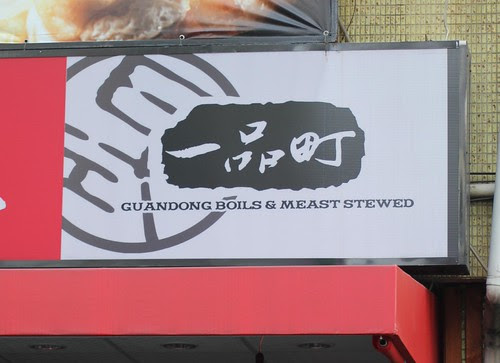 一品町
GUANDONG BOILS & MEAST STEWED